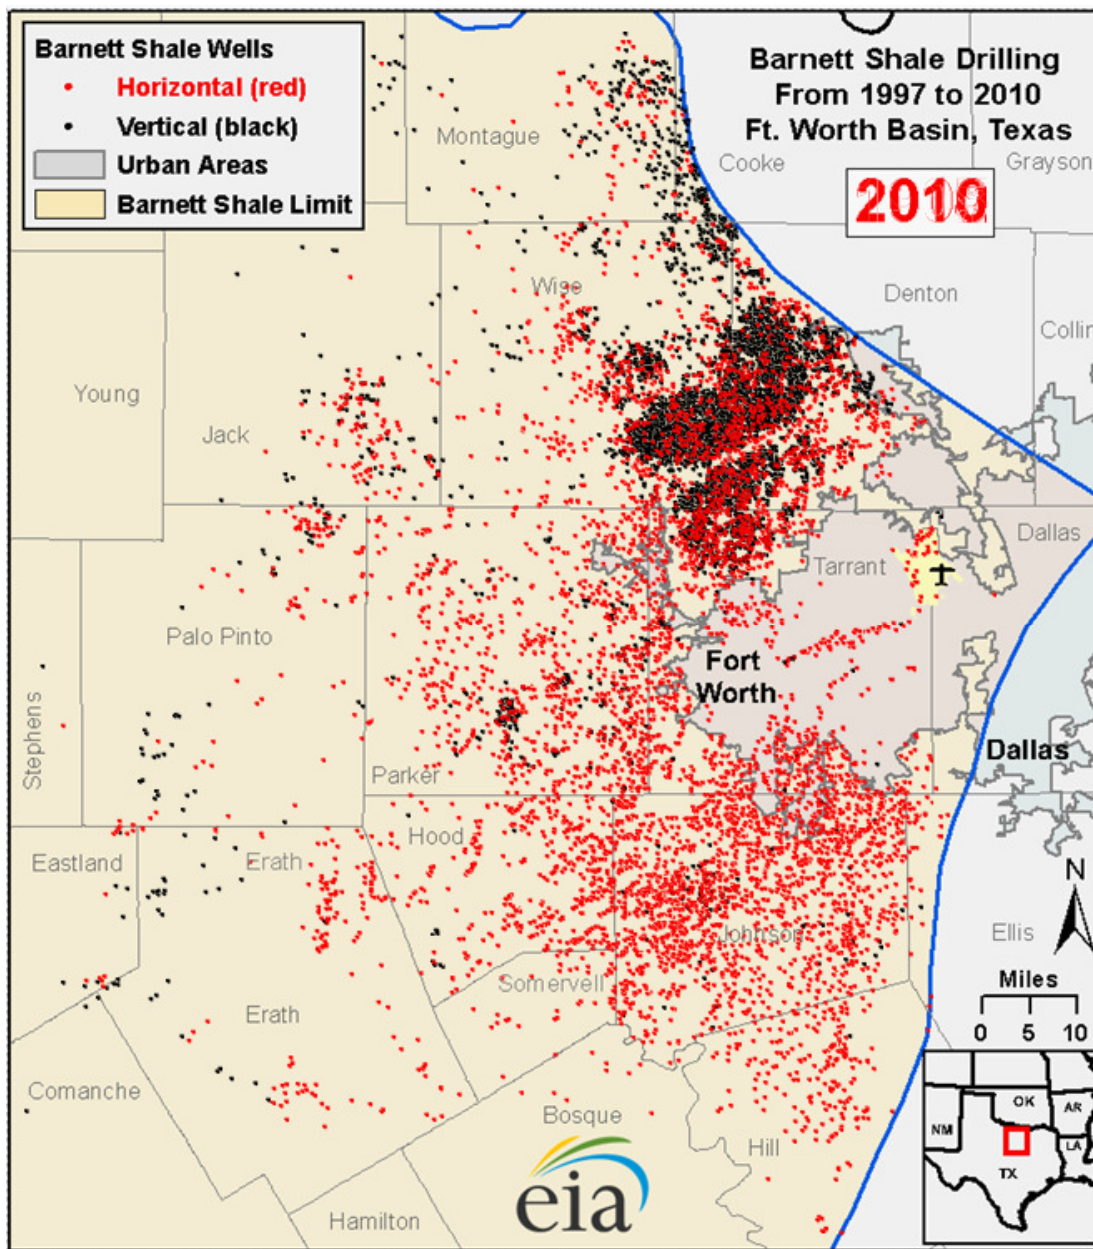 Barnett Shale Wells
Horizontal (red)
Vertical (black)
Urban Areas
Barnett Shale Limit
Barnett Shale Drilling
From 1997 to 2010
Ft. Worth Basin, Texas
2010
Montague
Cooke
Grayson
Wise
Denton
Collin
Young
Jack
Dallas
Tarrant
Palo Pinto
Fort
Worth
Stephens
Dallas
Parker
Hood
Eastland
Erath
N
Johnson
Ellis
Somervell
Miles
0 5 10
Erath
Comanche
Bosque
Hill
eia
Hamilton
OK
AR
NM
LA
TX